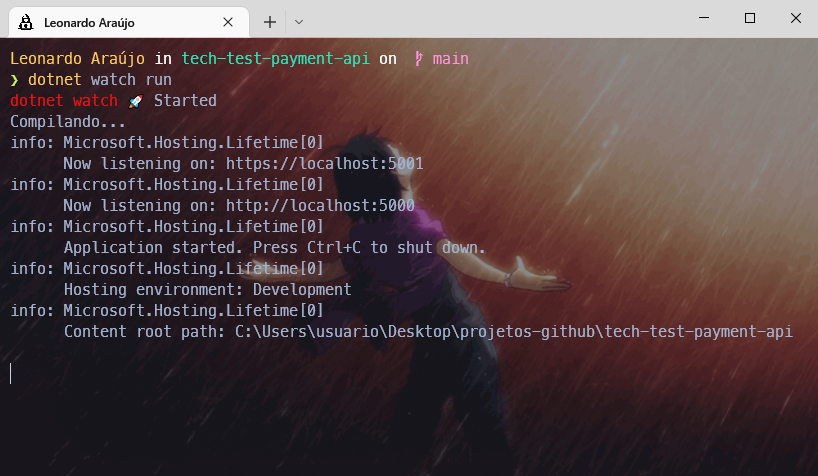 Leonardo Araújo
Leonardo Araújo in tech-test-payment-api on main
❯ dotnet watch run
dotnet watch 🚀 Started
Compilando...
info: Microsoft.Hosting.Lifetime[0]
      Now listening on: https://localhost:5001
info: Microsoft.Hosting.Lifetime[0]
      Now listening on: http://localhost:5000
info: Microsoft.Hosting.Lifetime[0]
      Application started. Press Ctrl+C to shut down.
info: Microsoft.Hosting.Lifetime[0]
      Hosting environment: Development
info: Microsoft.Hosting.Lifetime[0]
      Content root path: C:\Users\usuario\Desktop\projetos-github\tech-test-payment-api